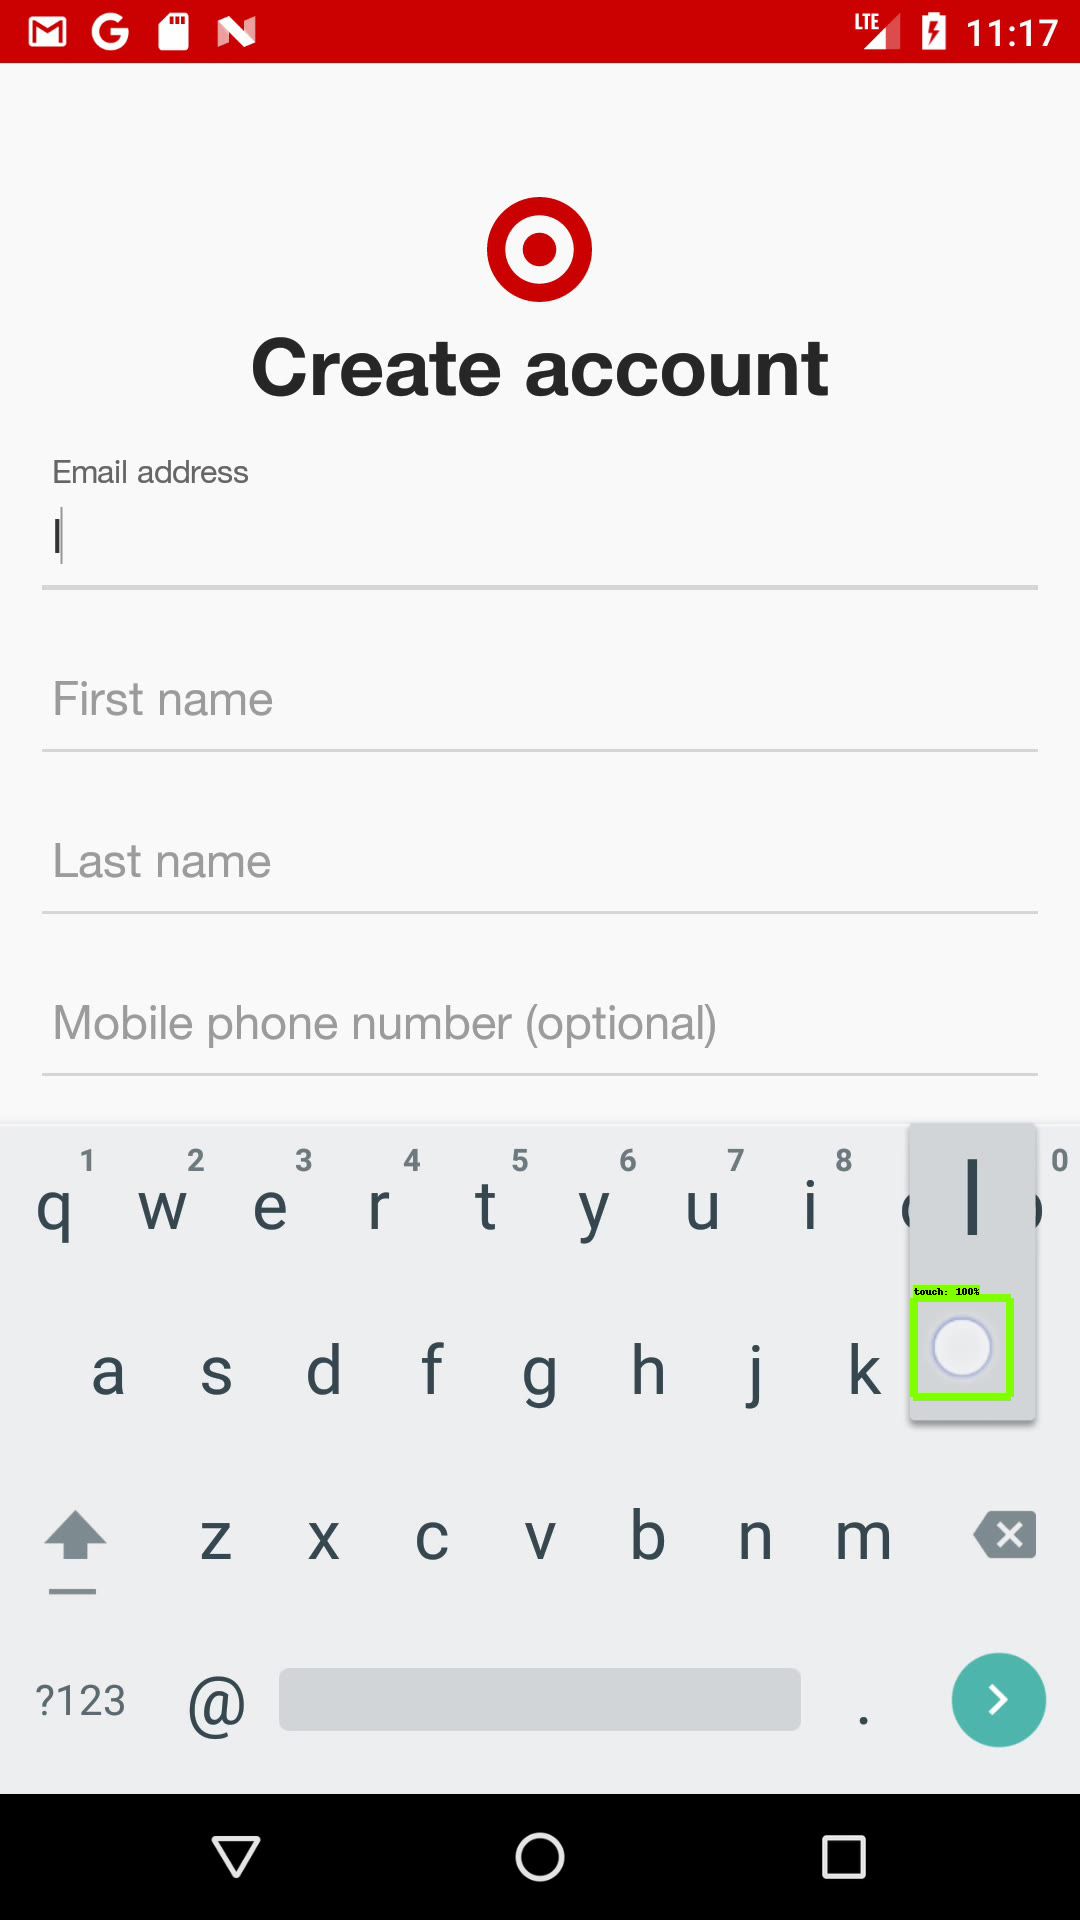 LTE 11:17
Create account
Email address
l
First name
Last name
Mobile phone number (optional)
1 2 3 4 5 6 7 8 0
q w e r t y u i l
touch: 100%
a s d f g h j k
z x c v b n m
?123 @ .